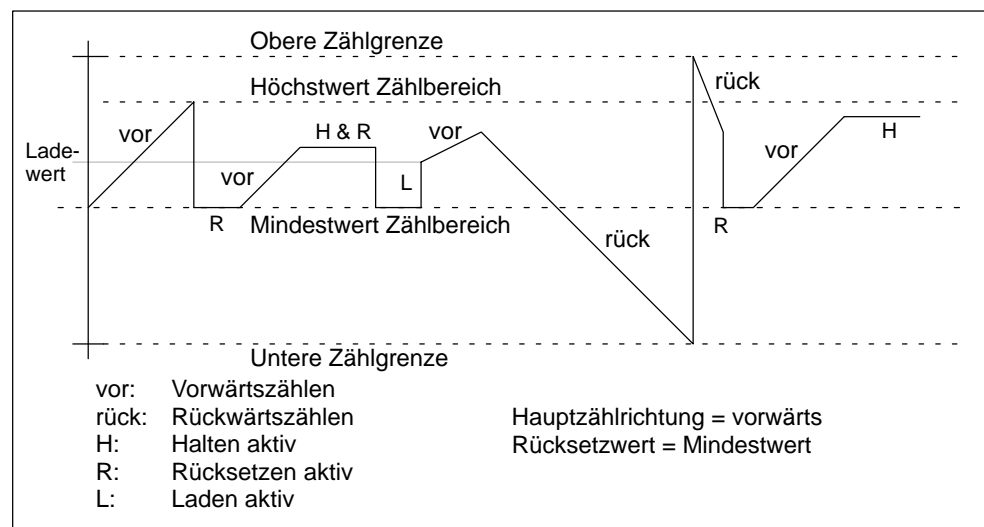 Obere Zählgrenze
rück
Höchstwert Zählbereich
vor
H & R
vor
H
vor
Lade-
wert
vor
L
R
Mindestwert Zählbereich
R
rück
Untere Zählgrenze
vor: Vorwärtszählen
rück: Rückwärtszählen
Hauptzählrichtung = vorwärts
H: Halten aktiv
Rücksetzwert = Mindestwert
R: Rücksetzen aktiv
L: Laden aktiv